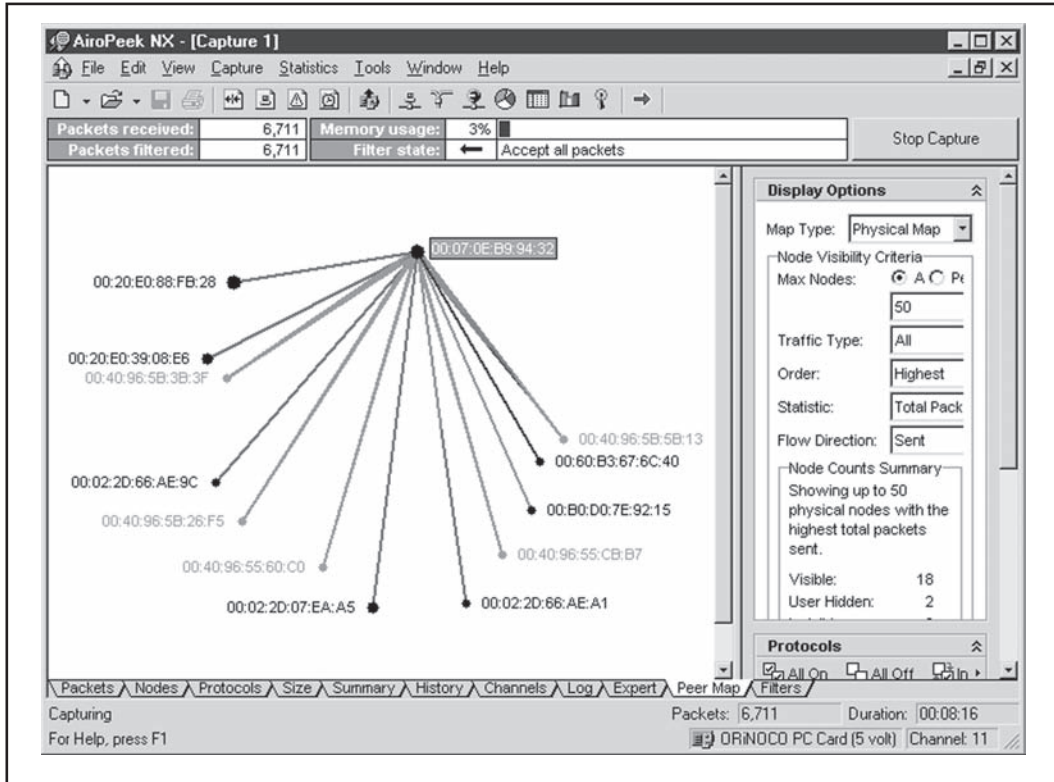 AiroPeek NX - [Capture 1]
File Edit View Capture Statistics Tools Window Help
Packets received: 6,711 Memory usage: 3%
Packets filtered: 6,711 Filter state: Accept all packets
Stop Capture
00:07:0E:B9:94:32
00:20:E0:88:FB:28
00:20:E0:39:08:E6
00:40:96:5B:3B:3F
00:40:96:5B:5B:13
00:60:B3:67:6C:40
00:02:2D:66:AE:9C
00:B0:D0:7E:92:15
00:40:96:5B:26:F5
00:40:96:55:CB:B7
00:40:96:55:60:C0
00:02:2D:07:EA:A5
00:02:2D:66:AE:A1
Display Options
Map Type: Physical Map
Node Visibility Criteria
Max Nodes: A Pe
50
Traffic Type: All
Order: Highest
Statistic: Total Pack
Flow Direction: Sent
Node Counts Summary
Showing up to 50
physical nodes with the
highest total packets
sent.
Visible: 18
User Hidden: 2
Protocols
All On All Off In
Packets Nodes Protocols Size Summary History Channels Log Expert Peer Map Filters
Capturing Packets: 6,711 Duration: 00:08:16
For Help, press F1 ORiNOCO PC Card (5 volt) Channel: 11